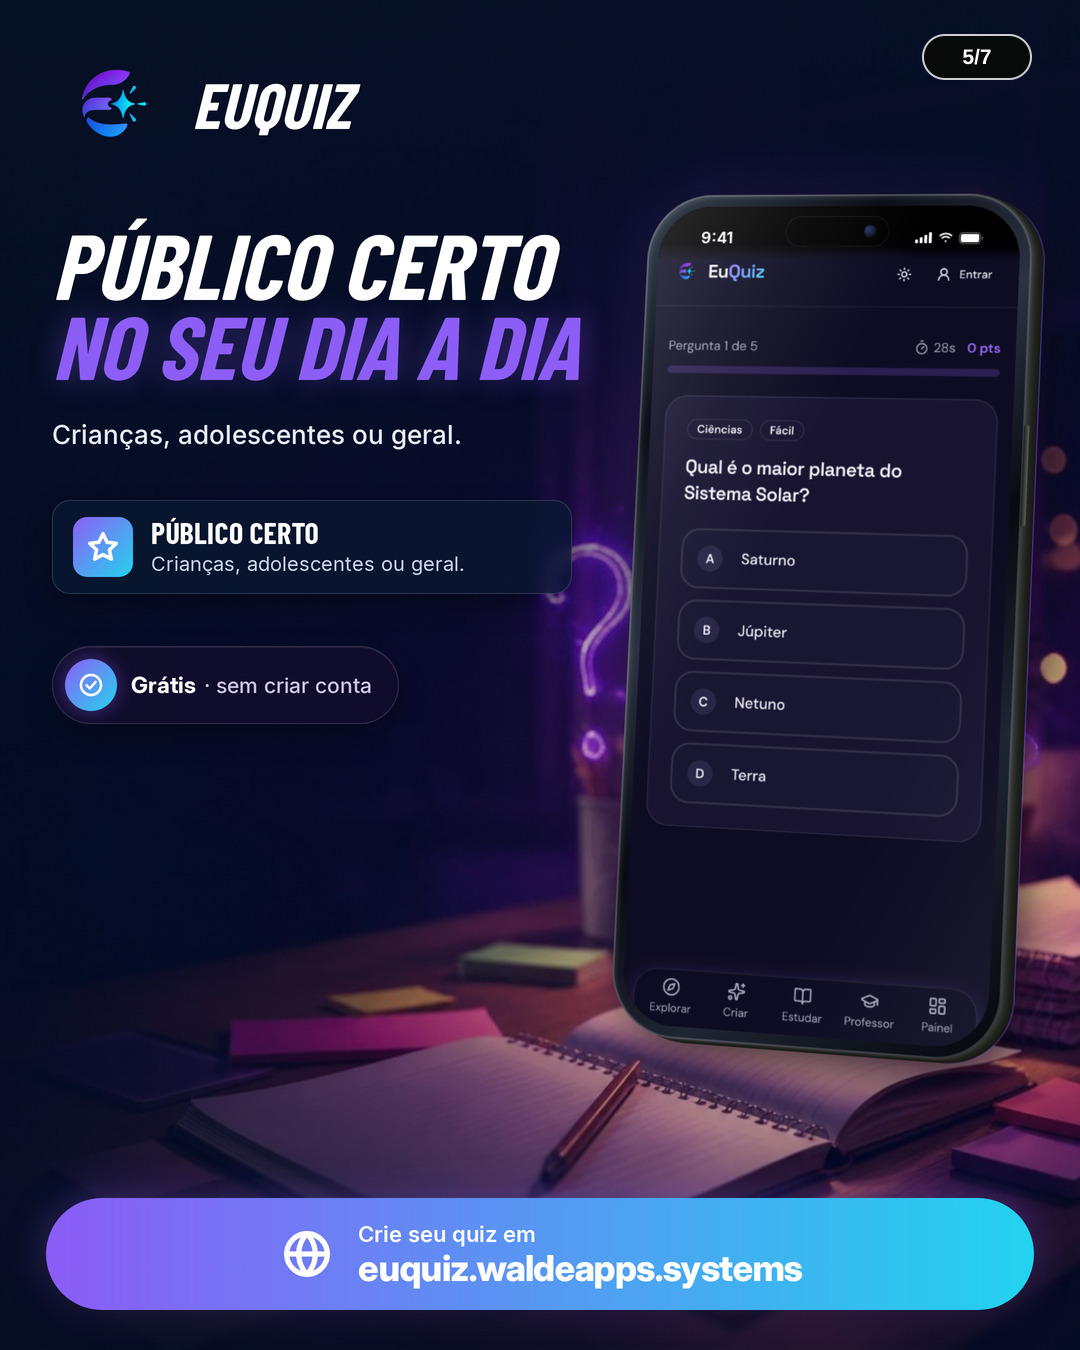 5/7
EUQUIZ
PÚBLICO CERTO
NO SEU DIA A DIA
Crianças, adolescentes ou geral.
PÚBLICO CERTO
Crianças, adolescentes ou geral.
Grátis · sem criar conta
9:41
EuQuiz
Entrar
Pergunta 1 de 5
28s 0 pts
Ciências Fácil
Qual é o maior planeta do
Sistema Solar?
A Saturno
B Júpiter
C Netuno
D Terra
Explorar Criar Estudar Professor Painel
Crie seu quiz em
euquiz.waldeapps.systems